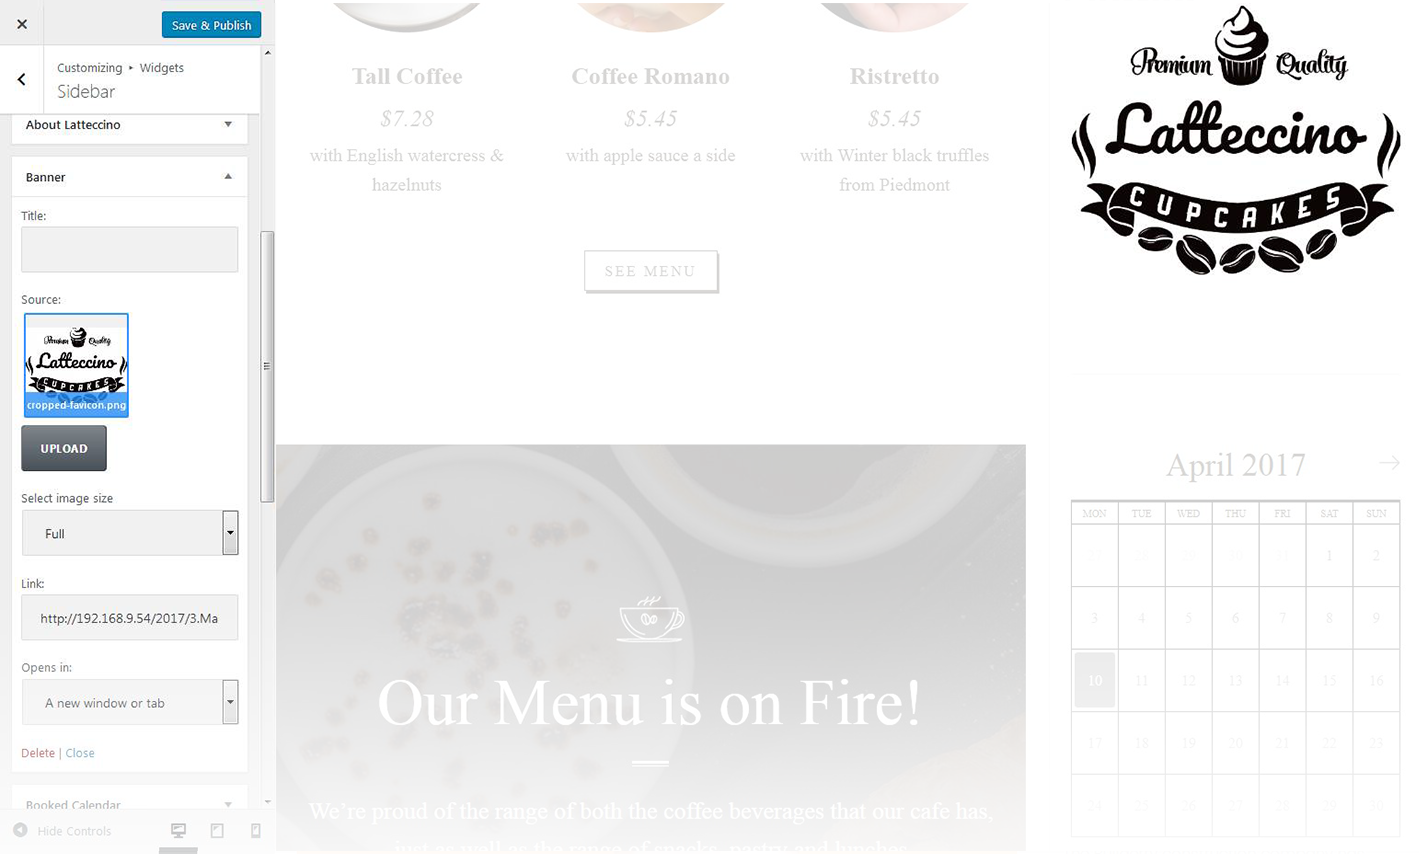 Save & Publish
Customizing ▸ Widgets
Sidebar
About Latteccino
Banner
Title:
Source:
Premium Quality
Latteccino
CUPCAKES
cropped-favicon.png
UPLOAD
Select image size
Full
Link:
http://192.168.9.54/2017/3.Ma
Opens in:
A new window or tab
Delete | Close
Booked Calendar
Hide Controls
Tall Coffee
$7.28
with English watercress &
hazelnuts
Coffee Romano
$5.45
with apple sauce a side
Ristretto
$5.45
with Winter black truffles
from Piedmont
SEE MENU
Our Menu is on Fire!
We're proud of the range of both the coffee beverages that our cafe has,
just as well as the range of snacks, pastry and lunches
Premium Quality
Latteccino
CUPCAKES
April 2017
MON TUE WED THU FRI SAT SUN
1 2
3 4 5 6 7 8 9
10 11 12 13 14 15 16
17 18 19 20 21 22 23
24 25 26 27 28 29 30